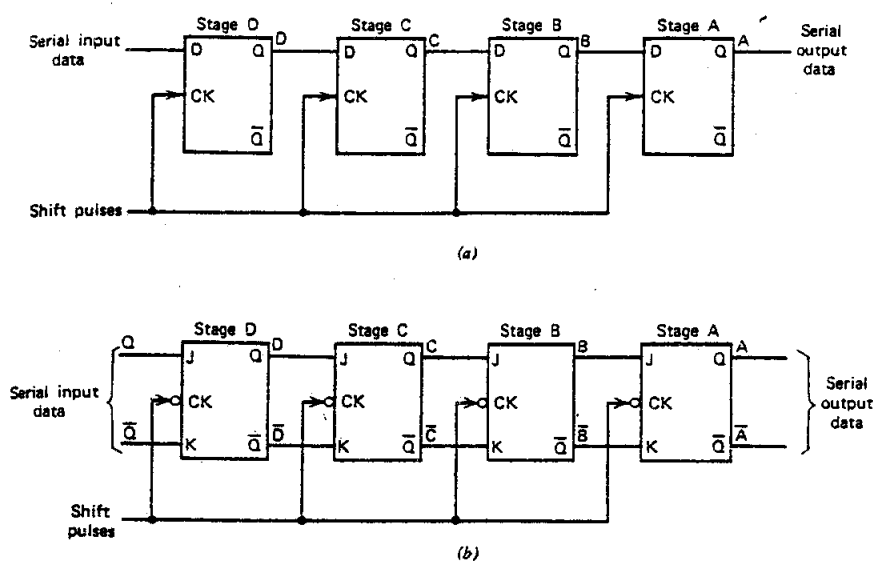 Stage D Stage C Stage B Stage A
Serial input data
D Q D
D Q C
D Q B
D Q A
Serial output data
CK CK CK CK
Q̅ Q̅ Q̅ Q̅
Shift pulses
(a)
Stage D Stage C Stage B Stage A
Q J Q D
J Q C
J Q B
J Q A
Serial input data
CK CK CK CK
Serial output data
Q̅ K Q̅ D̅
K Q̅ C̅
K Q̅ B̅
K Q̅ A̅
Shift pulses
(b)